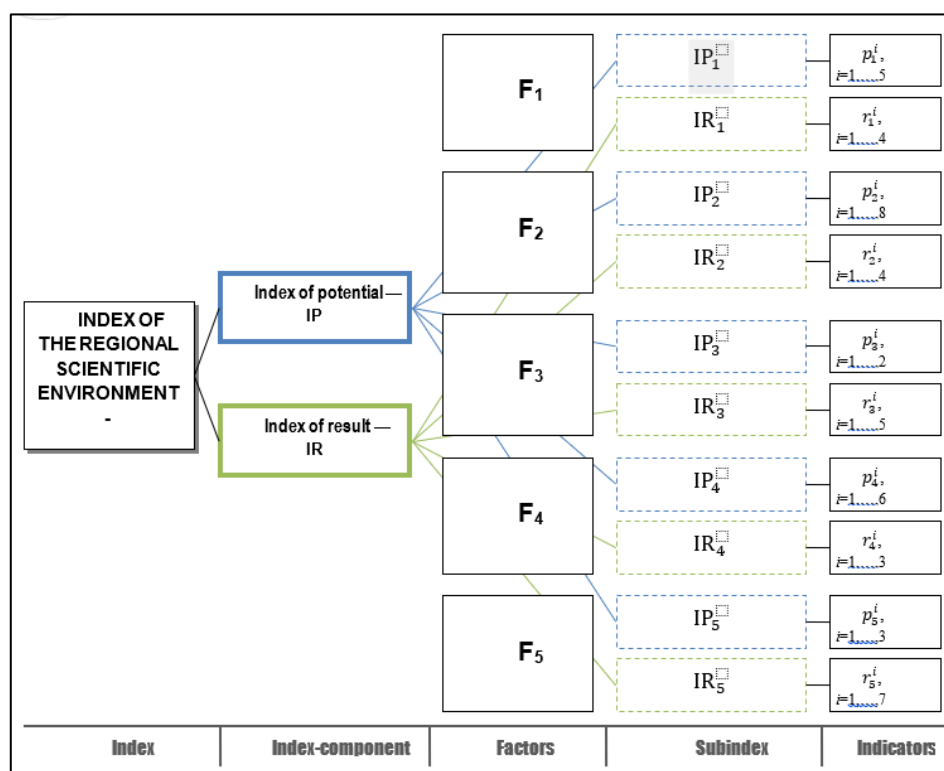 INDEX OF
THE REGIONAL
SCIENTIFIC
ENVIRONMENT
-
Index of potential —
IP
Index of result —
IR
F₁
F₂
F₃
F₄
F₅
IP₁
IR₁
IP₂
IR₂
IP₃
IR₃
IP₄
IR₄
IP₅
IR₅
p₁ⁱ,
i=1......5
r₁ⁱ,
i=1......4
p₂ⁱ,
i=1......8
r₂ⁱ,
i=1......4
p₃ⁱ,
i=1......2
r₃ⁱ,
i=1......5
p₄ⁱ,
i=1......6
r₄ⁱ,
i=1......3
p₅ⁱ,
i=1......3
r₅ⁱ,
i=1......7
Index Index-component Factors Subindex Indicators